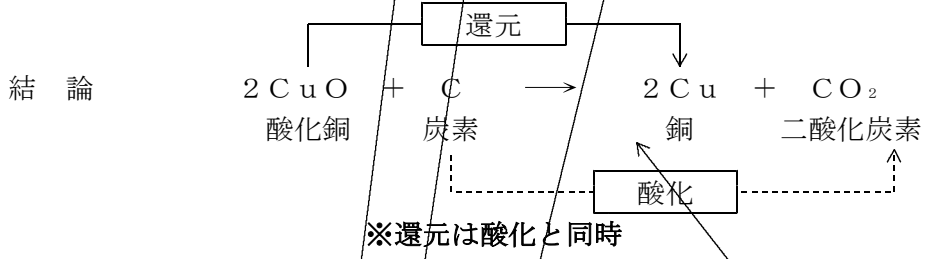 還元
結 論 2CuO + C → 2Cu + CO₂
酸化銅 炭素 銅 二酸化炭素
酸化
※還元は酸化と同時